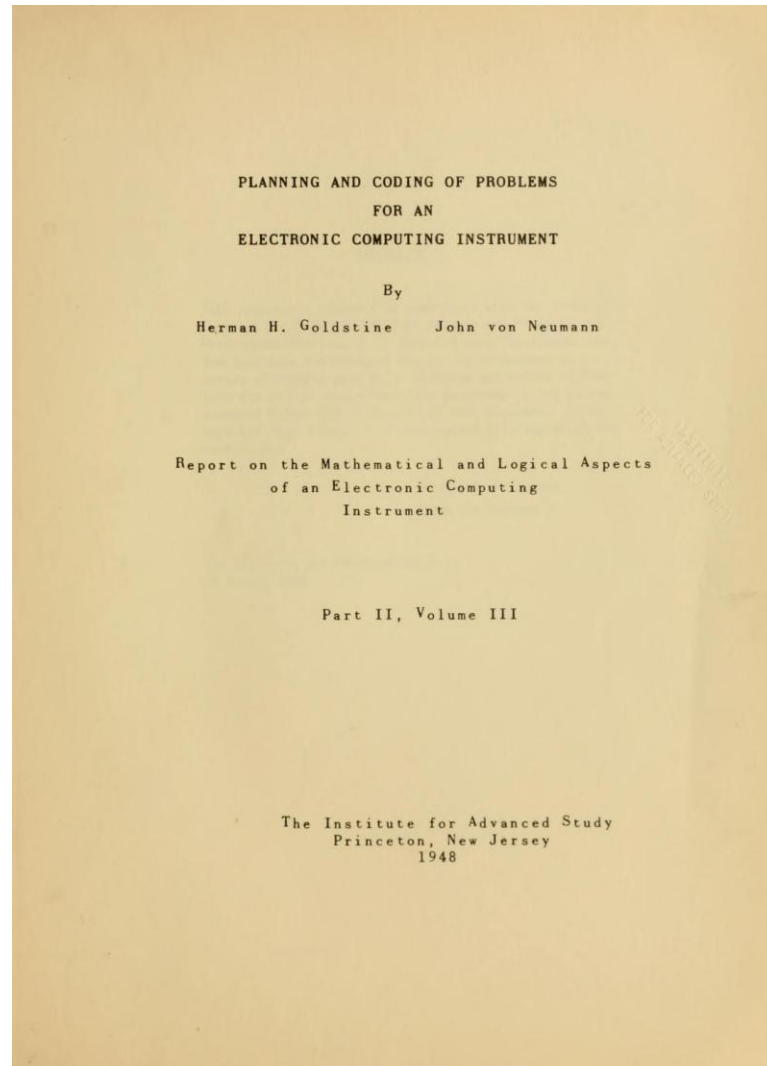 PLANNING AND CODING OF PROBLEMS
FOR AN
ELECTRONIC COMPUTING INSTRUMENT
By
Herman H. Goldstine John von Neumann
Report on the Mathematical and Logical Aspects
of an Electronic Computing
Instrument
Part II, Volume III
The Institute for Advanced Study
Princeton, New Jersey
1948